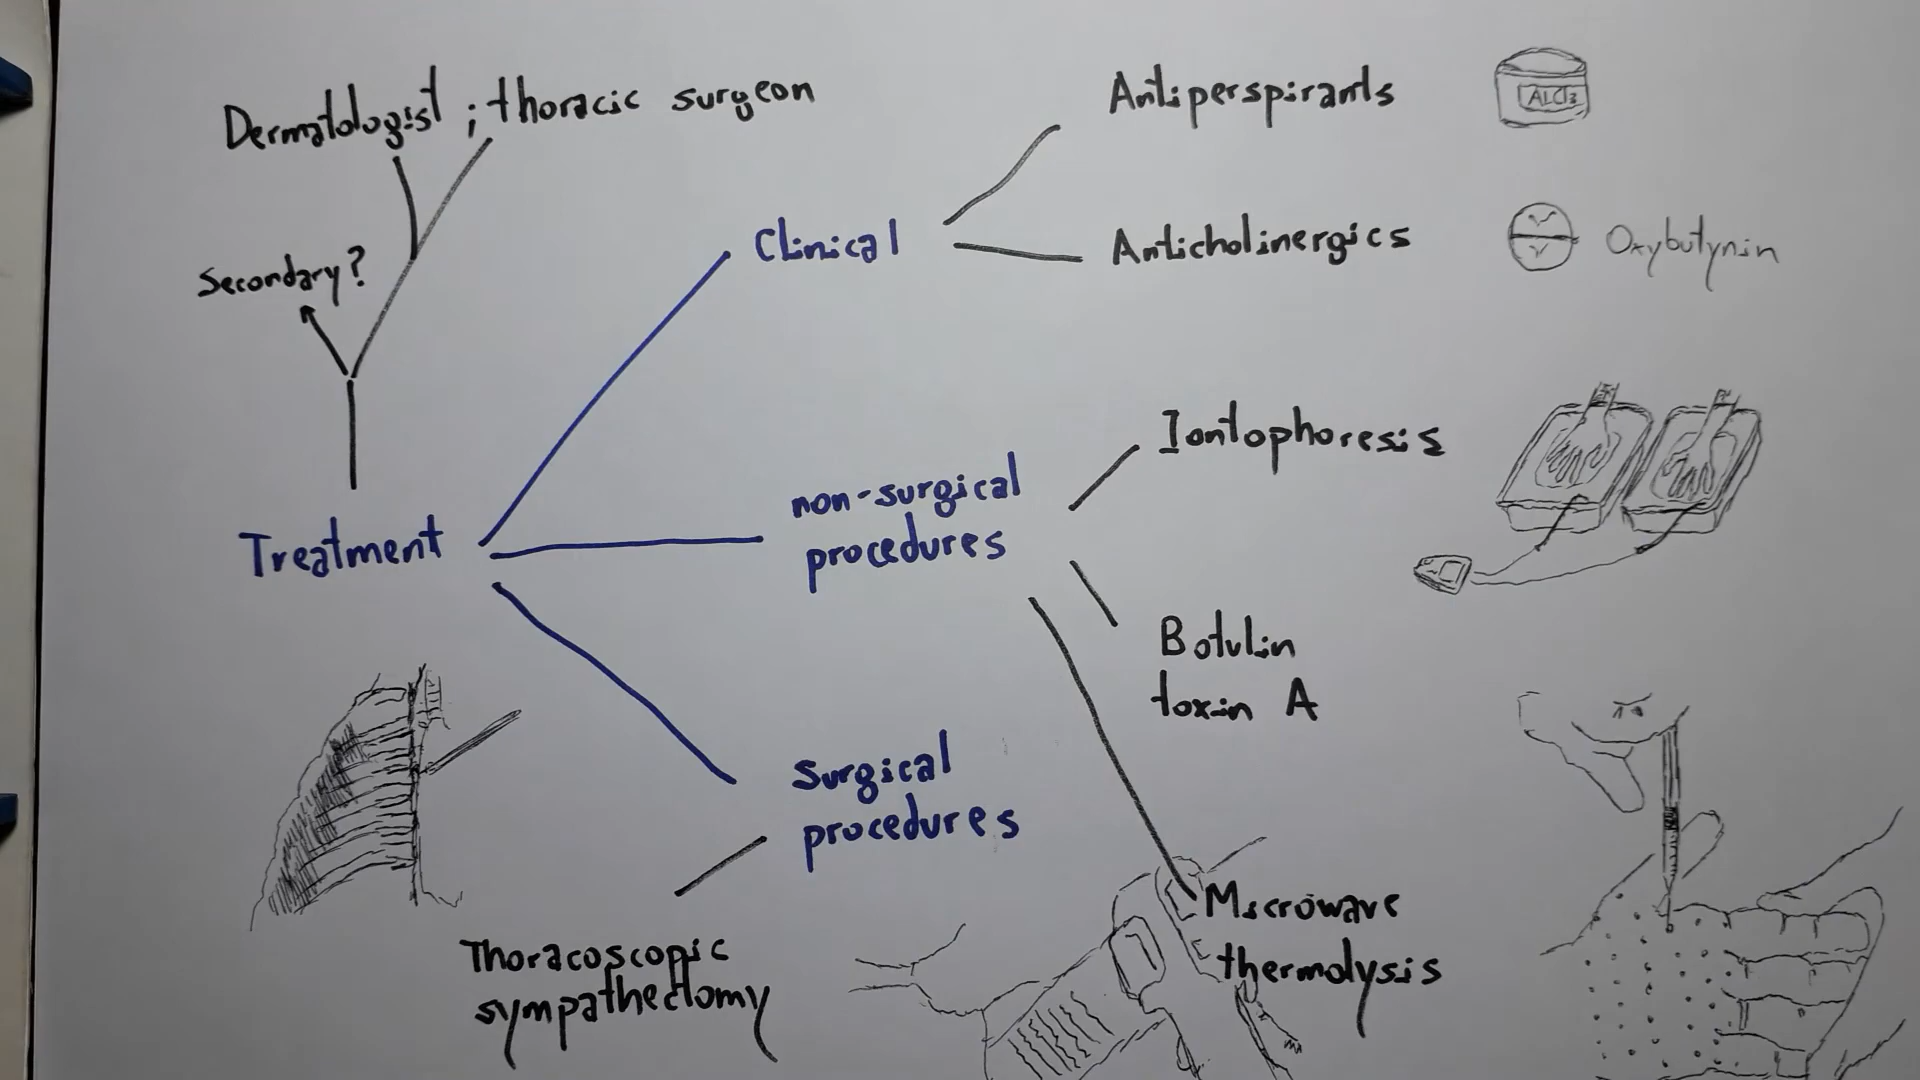 Dermatologist ; thoracic surgeon
Secondary?
Treatment
Clinical
Antiperspirants
ALCl3
Anticholinergics
Oxybutynin
non-surgical
procedures
Iontophoresis
Botulin
toxin A
Microwave
thermolysis
Surgical
procedures
Thoracoscopic
sympathectomy